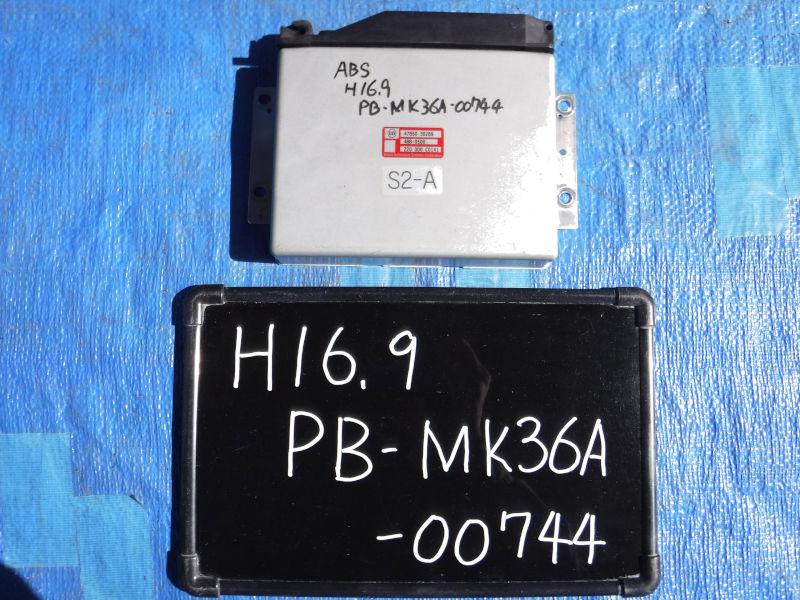 ABS
H16.9
PB-MK36A-00744
S2-A
H16.9
PB-MK36A
-00744